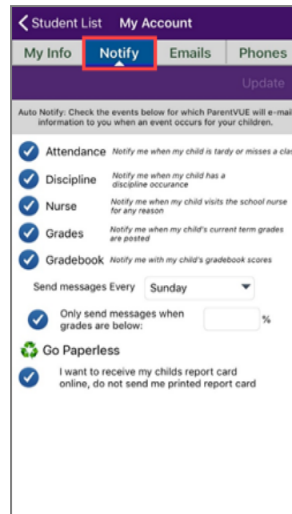 Student List My Account
My Info Notify Emails Phones
Update
Auto Notify: Check the events below for which ParentVUE will e-mail
information to you when an event occurs for your children.
Attendance Notify me when my child is tardy or misses a clas
Discipline Notify me when my child has a
discipline occurance
Nurse Notify me when my child visits the school nurse
for any reason
Grades Notify me when my child's current term grades
are posted
Gradebook Notify me with my child's gradebook scores
Send messages Every Sunday
Only send messages when
grades are below: %
Go Paperless
I want to receive my childs report card
online, do not send me printed report card